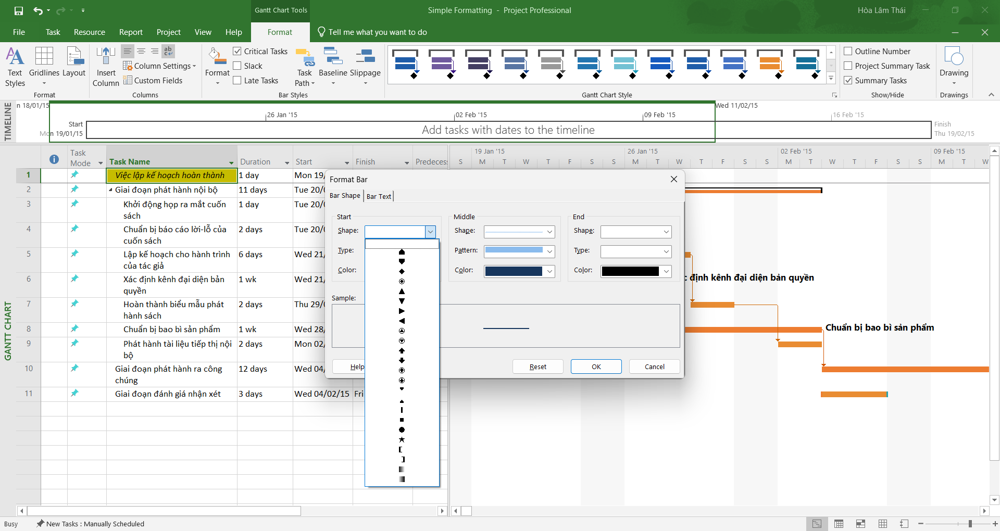 Gantt Chart Tools
Simple Formatting - Project Professional
Hòa Lâm Thái
File
Task
Resource
Report
Project
View
Help
Format
Tell me what you want to do
Text
Styles
Gridlines
Layout
Format
Insert
Column
Column Settings
Custom Fields
Columns
Format
Critical Tasks
Slack
Late Tasks
Task
Path
Baseline
Slippage
Bar Styles
Gantt Chart Style
Outline Number
Project Summary Task
Summary Tasks
Show/Hide
Drawing
Drawings
TIMELINE
n 18/01/15
26 Jan '15
02 Feb '15
09 Feb '15
Wed 11/02/15
16 Feb '15
Start
Mon 19/01/15
Add tasks with dates to the timeline
Finish
Thu 19/02/15
GANTT CHART
Task
Mode
Task Name
Duration
Start
Finish
Predecess
19 Jan '15
26 Jan '15
02 Feb '15
09 Feb '15
S M T W T F S S M T W T F S S M T W T F S S M T W
1 Việc lập kế hoạch hoàn thành 1 day Mon 19/
2 Giai đoạn phát hành nội bộ 11 days Tue 20/0
3 Khởi động họp ra mắt cuốn
sách 1 day Tue 20/0
4 Chuẩn bị báo cáo lời-lỗ của
cuốn sách 2 days Tue 20/0
5 Lập kế hoạch cho hành trình
của tác giả 6 days Wed 21/
6 Xác định kênh đại diện bản
quyền 1 wk Wed 21/
7 Hoàn thành biểu mẫu phát
hành sách 2 days Thu 29/0
8 Chuẩn bị bao bì sản phẩm 1 wk Wed 28/
9 Phát hành tài liệu tiếp thị nội
bộ 2 days Mon 02/
10 Giai đoạn phát hành ra công
chúng 12 days Wed 04/
11 Giai đoạn đánh giá nhận xét 3 days Wed 04/02/15 Fri
Format Bar
Bar Shape
Bar Text
Start
Shape:
Type:
Color:
Middle
Shape:
Pattern:
Color:
End
Shape:
Type:
Color:
Sample:
Help
Reset
OK
Cancel
c định kênh đại diện bản quyền
Chuẩn bị bao bì sản phẩm
Busy
New Tasks : Manually Scheduled